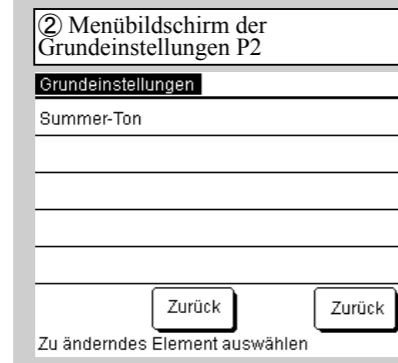 ② Menübildschirm der
Grundeinstellungen P2
Grundeinstellungen
Summer-Ton
Zurück Zurück
Zu änderndes Element auswählen